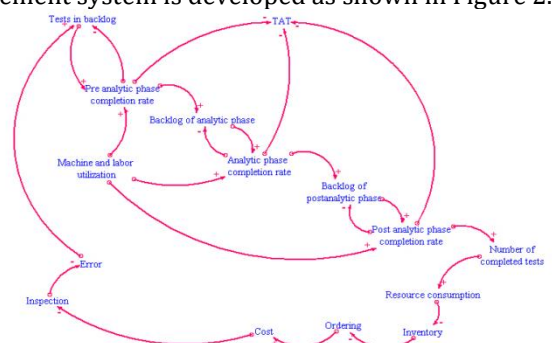 ement system is developed as shown in Figure 2.
Tests in backlog
TAT
Pre analytic phase
completion rate
Backlog of analytic phase
Machine and labor
utilization
Analytic phase
completion rate
Backlog of
postanalytic phase
Post analytic phase
completion rate
Number of
completed tests
Error
Resource consumption
Inspection
Cost
Ordering
Inventory